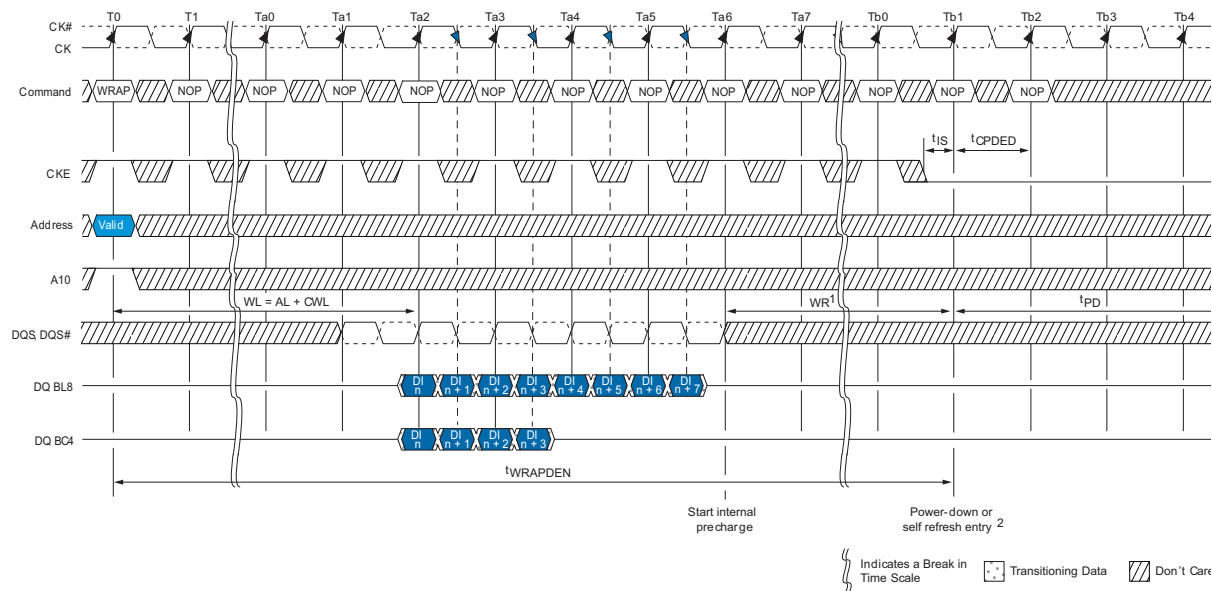 T0 T1 Ta0 Ta1 Ta2 Ta3 Ta4 Ta5 Ta6 Ta7 Tb0 Tb1 Tb2 Tb3 Tb4
CK#
CK
Command WRAP NOP NOP NOP NOP NOP NOP NOP NOP NOP NOP NOP NOP
tIS tCPDED
CKE
Address Valid
A10
WL = AL + CWL WR1 tPD
DQS, DQS#
DQ BL8 DI n DI n + 1 DI n + 2 DI n + 3 DI n + 4 DI n + 5 DI n + 6 DI n + 7
DQ BC4 DI n DI n + 1 DI n + 2 DI n + 3
tWRAPDEN
Start internal
precharge
Power-down or
self refresh entry 2
Indicates a Break in
Time Scale
Transitioning Data
Don't Care